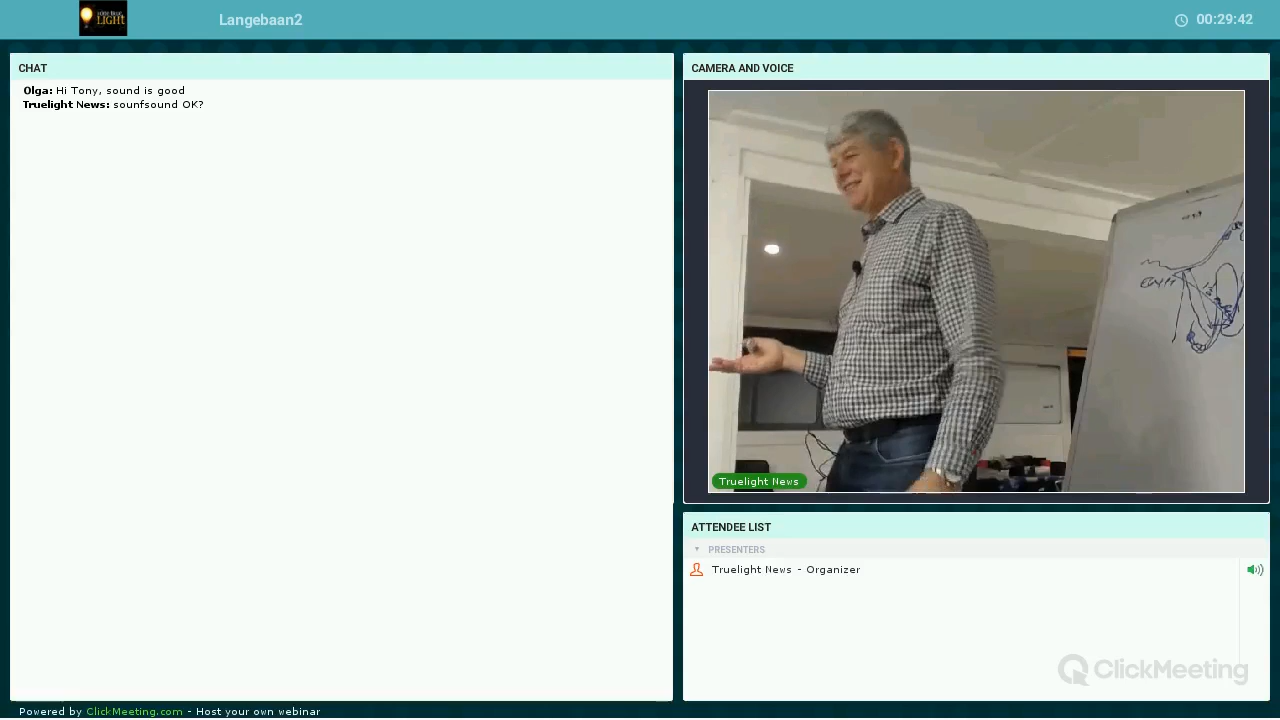 LIGHT
Langebaan2
00:29:42
CHAT
Olga: Hi Tony, sound is good
Truelight News: sounfsound OK?
CAMERA AND VOICE
Truelight News
ATTENDEE LIST
PRESENTERS
Truelight News - Organizer
ClickMeeting
Powered by ClickMeeting.com - Host your own webinar